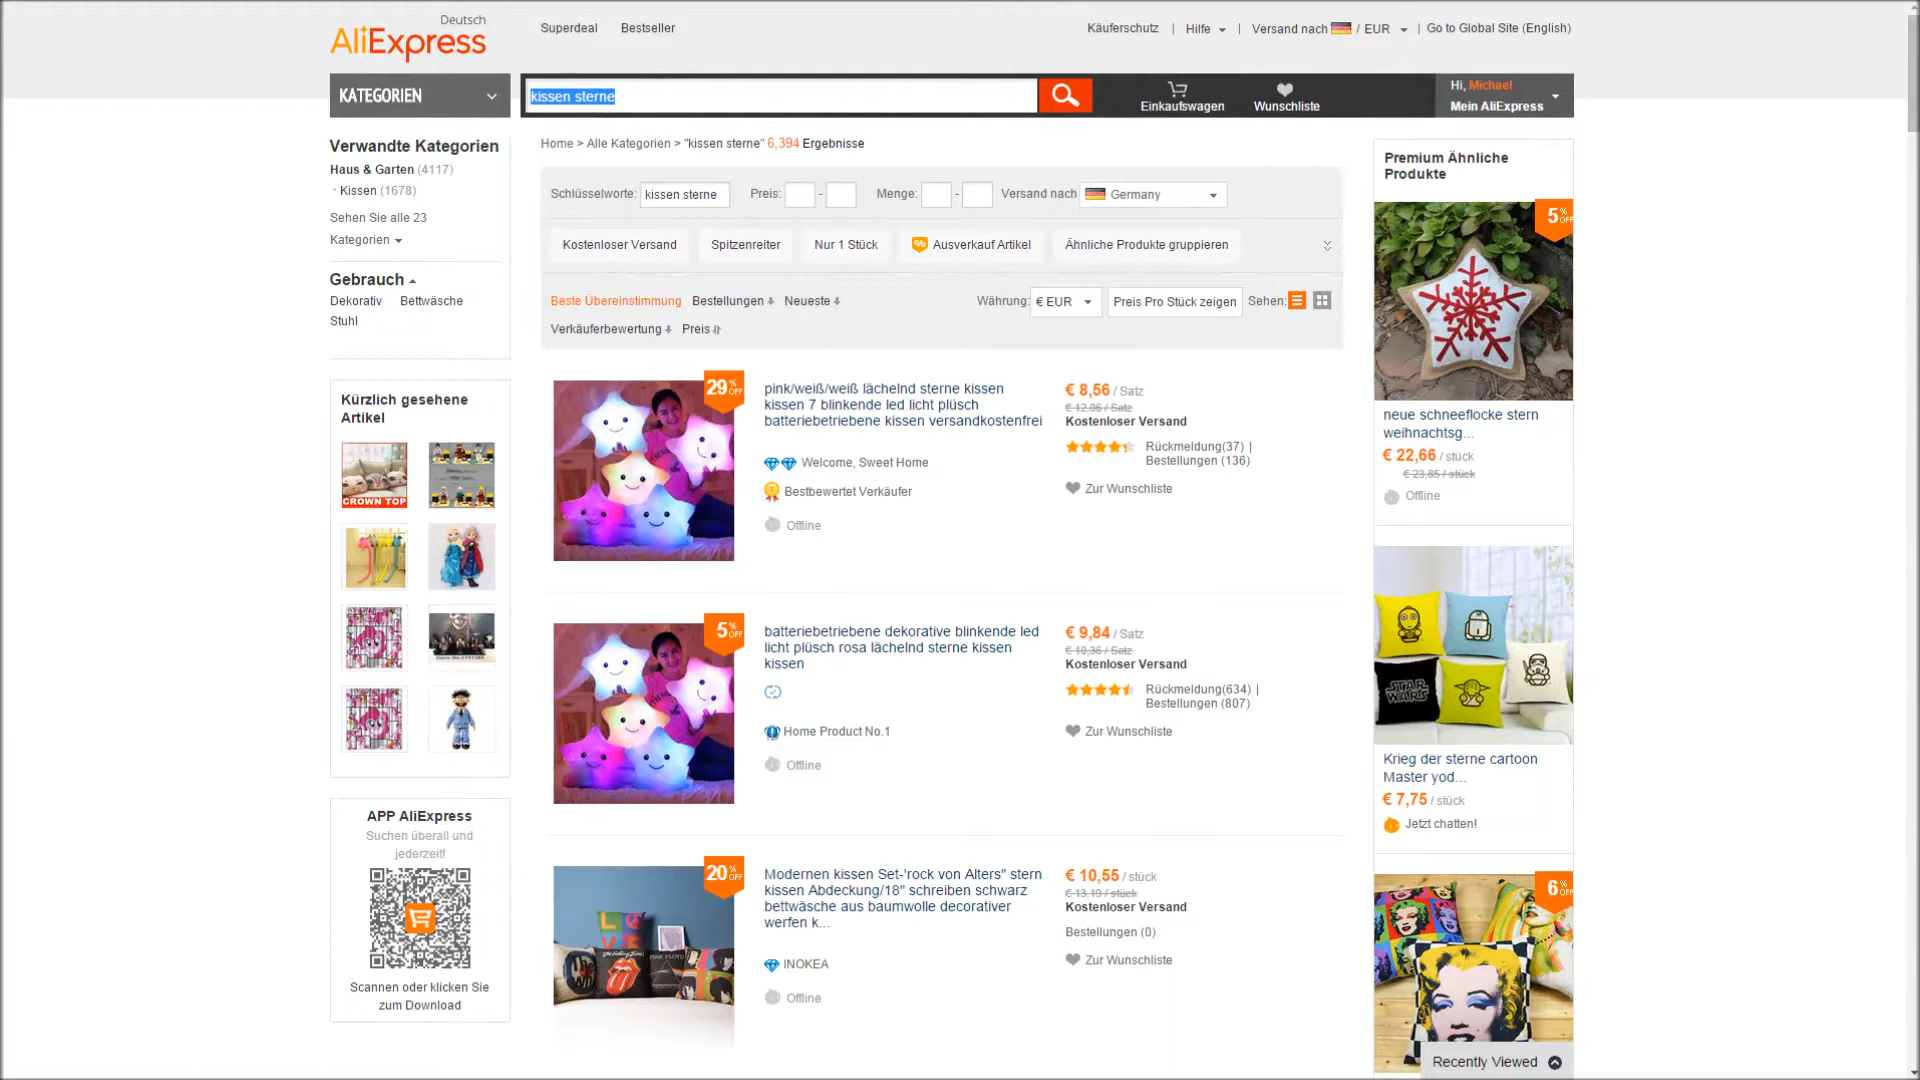 Deutsch
AliExpress
Superdeal
Bestseller
Käuferschutz | Hilfe | Versand nach / EUR | Go to Global Site (English)
KATEGORIEN
kissen sterne
Einkaufswagen
Wunschliste
Hi, Michael
Mein AliExpress
Home > Alle Kategorien > "kissen sterne" 6,394 Ergebnisse
Verwandte Kategorien
Haus & Garten (4117)
Kissen (1678)
Sehen Sie alle 23
Kategorien
Gebrauch
Dekorativ Bettwäsche
Stuhl
Kürzlich gesehene
Artikel
CROWN TOP
APP AliExpress
Suchen überall und
jederzeit!
Scannen oder klicken Sie
zum Download
Schlüsselworte: kissen sterne Preis: - Menge: - Versand nach Germany
Kostenloser Versand Spitzenreiter Nur 1 Stück % Ausverkauf Artikel Ähnliche Produkte gruppieren
Beste Übereinstimmung Bestellungen Neueste Währung: € EUR Preis Pro Stück zeigen Sehen:
Verkäuferbewertung Preis
29% OFF
pink/weiß/weiß lächelnd sterne kissen
kissen 7 blinkende led licht plüsch
batteriebetriebene kissen versandkostenfrei
Welcome, Sweet Home
Bestbewertet Verkäufer
Offline
€ 8,56 / Satz
€ 12,06 / Satz
Kostenloser Versand
Rückmeldung(37) |
Bestellungen (136)
Zur Wunschliste
5% OFF
batteriebetriebene dekorative blinkende led
licht plüsch rosa lächelnd sterne kissen
kissen
Home Product No.1
Offline
€ 9,84 / Satz
€ 10,36 / Satz
Kostenloser Versand
Rückmeldung(634) |
Bestellungen (807)
Zur Wunschliste
20% OFF
LOVE
PINK FLOYD
Modernen kissen Set-'rock von Alters" stern
kissen Abdeckung/18" schreiben schwarz
bettwäsche aus baumwolle decorativer
werfen k...
INOKEA
Offline
€ 10,55 / stück
€ 13,19 / stück
Kostenloser Versand
Bestellungen (0)
Zur Wunschliste
Premium Ähnliche
Produkte
5% OFF
neue schneeflocke stern
weihnachtsg...
€ 22,66 / stück
€ 23,85 / stück
Offline
STAR WARS
Krieg der sterne cartoon
Master yod...
€ 7,75 / stück
Jetzt chatten!
6% OFF
Recently Viewed